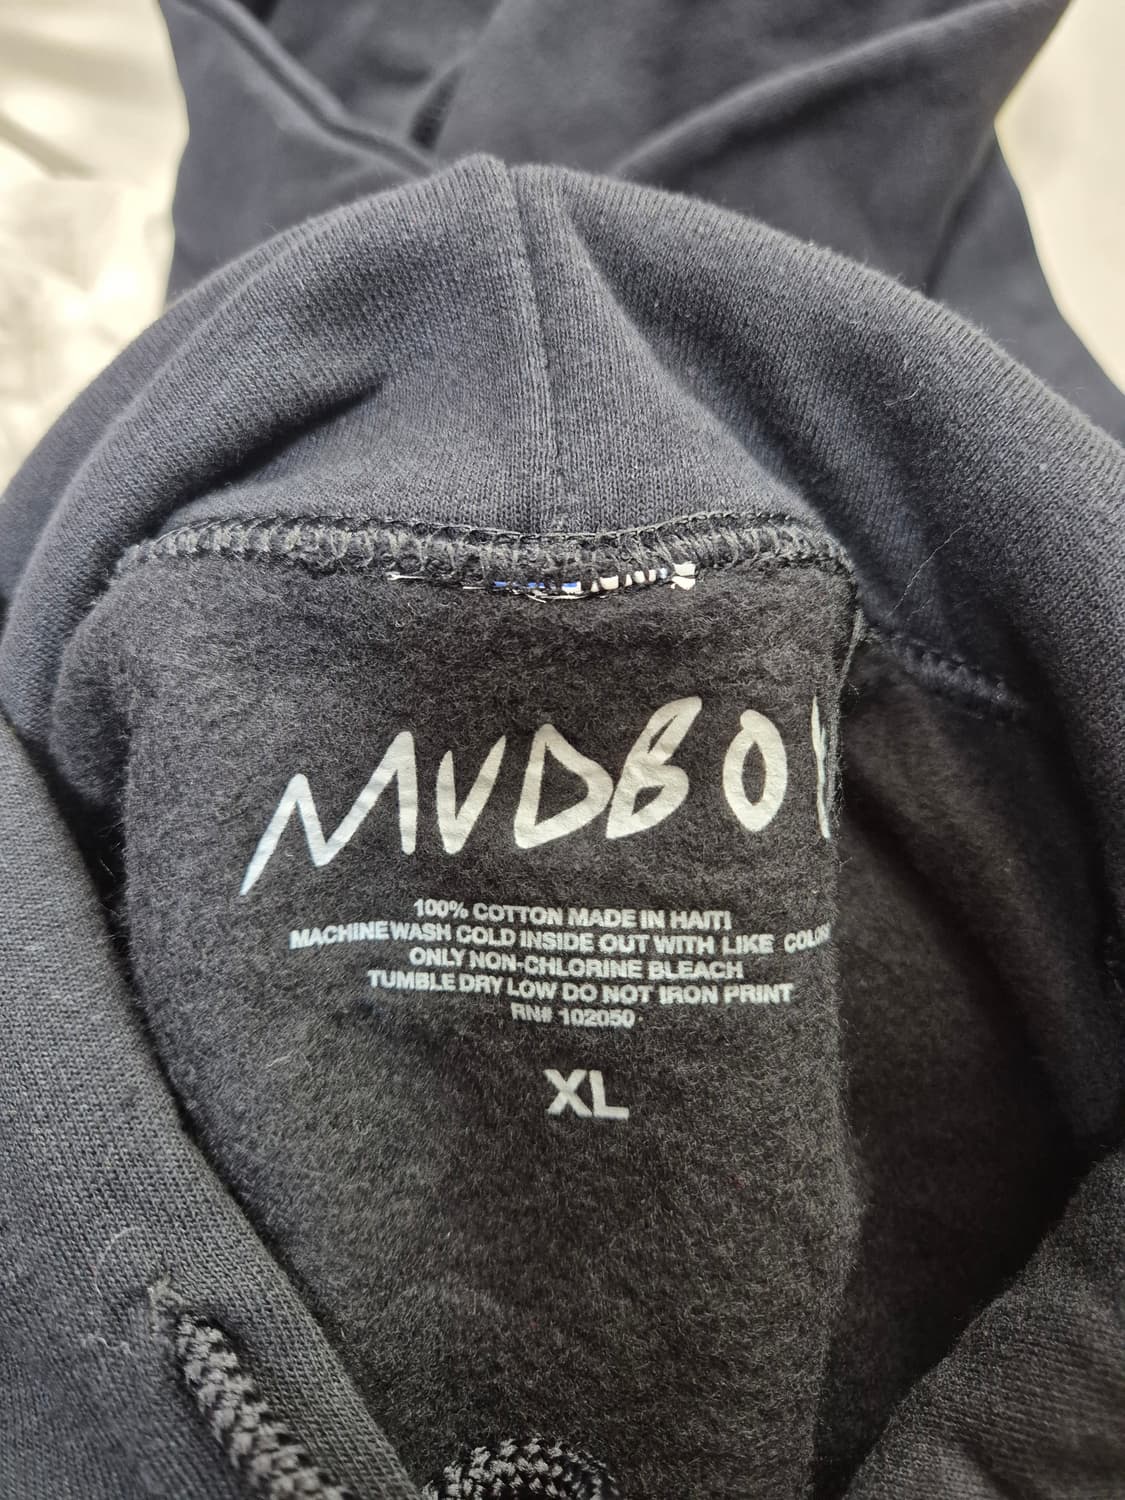 MUDBO
100% COTTON MADE IN HAITI
MACHINE WASH COLD INSIDE OUT WITH LIKE
ONLY NON-CHLORINE BLEACH
TUMBLE DRY LOW DO NOT IRON PRINT
RN# 102050
XL